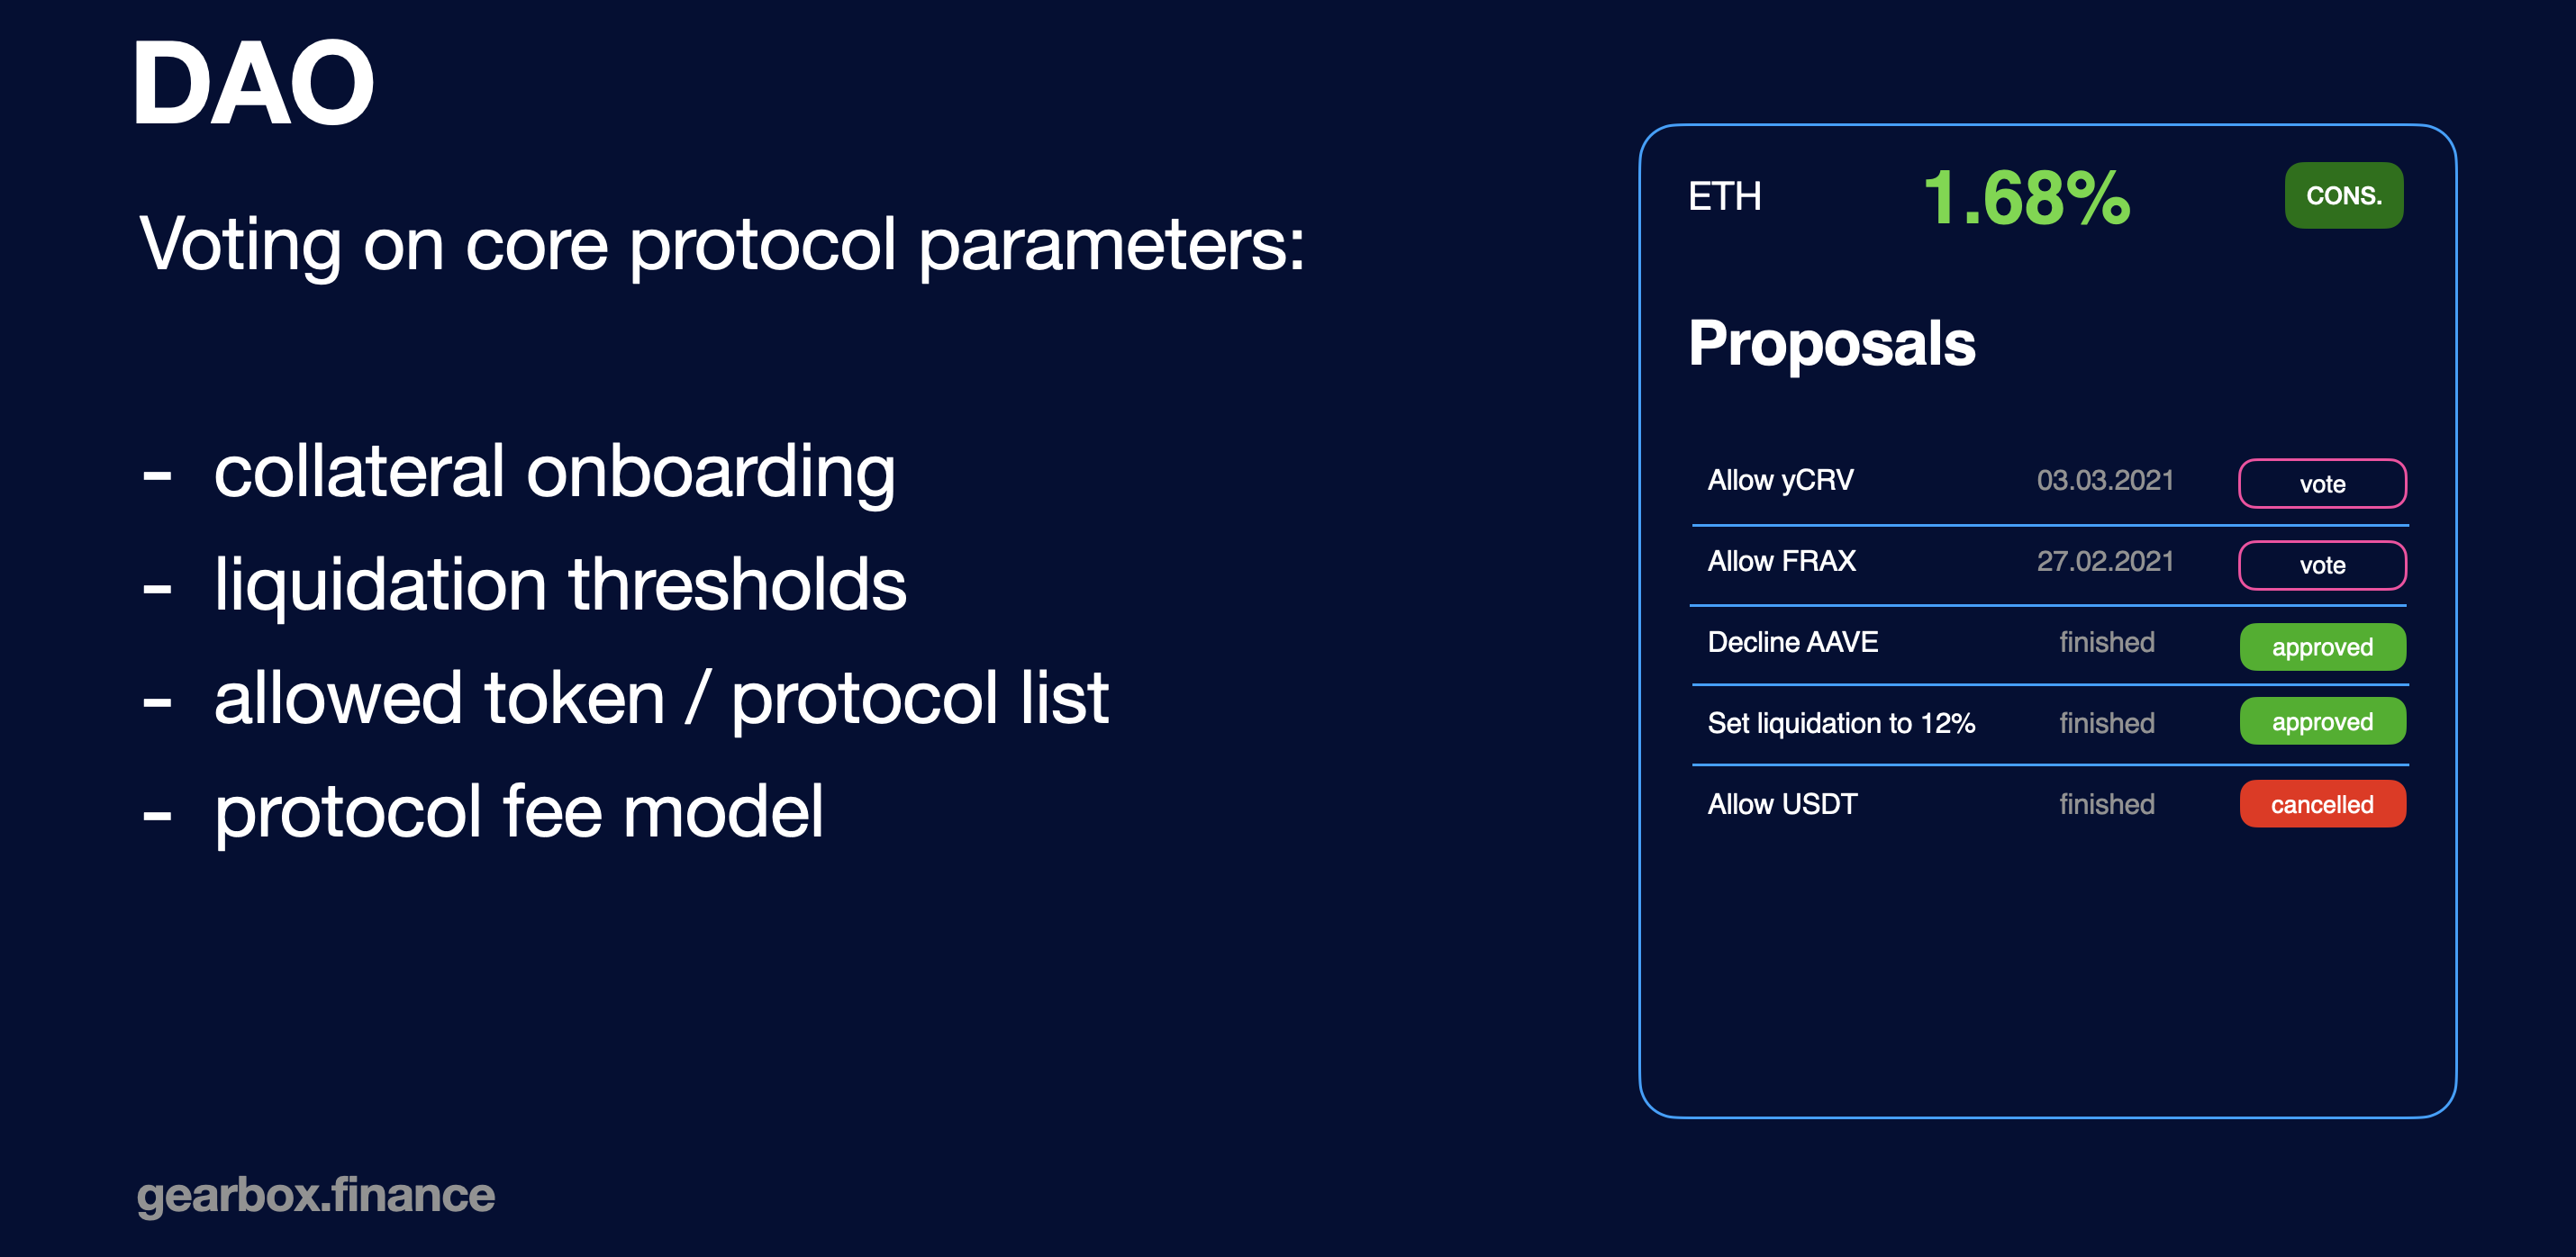 DAO
Voting on core protocol parameters:
- collateral onboarding
- liquidation thresholds
- allowed token / protocol list
- protocol fee model
gearbox.finance
ETH 1.68% CONS.
Proposals
Allow yCRV 03.03.2021 vote
Allow FRAX 27.02.2021 vote
Decline AAVE finished approved
Set liquidation to 12% finished approved
Allow USDT finished cancelled